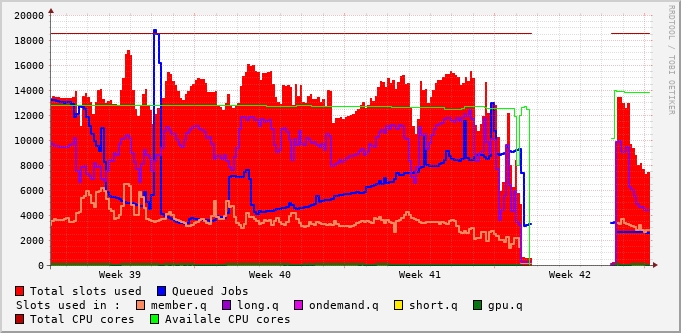 RRDTOOL / TOBI OETIKER
20000
18000
16000
14000
12000
10000
8000
6000
4000
2000
0
Week 39 Week 40 Week 41 Week 42
Total slots used Queued Jobs
Slots used in : member.q long.q ondemand.q short.q gpu.q
Total CPU cores Availale CPU cores